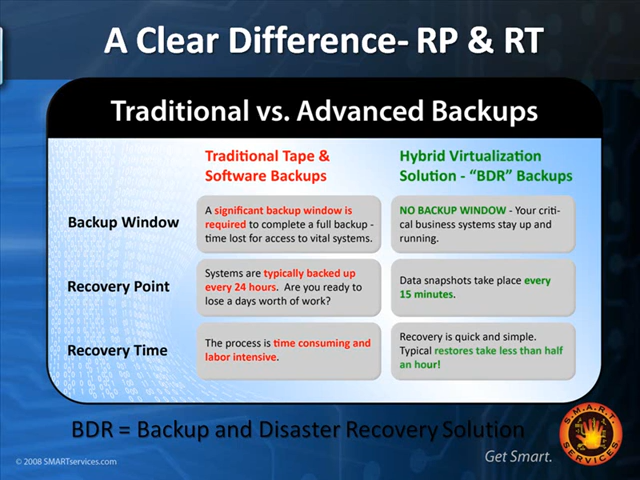 A Clear Difference- RP & RT
Traditional vs. Advanced Backups
Traditional Tape &
Software Backups
Hybrid Virtualization
Solution - “BDR” Backups
Backup Window
A significant backup window is
required to complete a full backup -
time lost for access to vital systems.
NO BACKUP WINDOW - Your criti-
cal business systems stay up and
running.
Recovery Point
Systems are typically backed up
every 24 hours. Are you ready to
lose a days worth of work?
Data snapshots take place every
15 minutes.
Recovery Time
The process is time consuming and
labor intensive.
Recovery is quick and simple.
Typical restores take less than half
an hour!
BDR = Backup and Disaster Recovery Solution
S.M.A.R.T
SERVICES.
Get Smart.
© 2008 SMARTservices.com